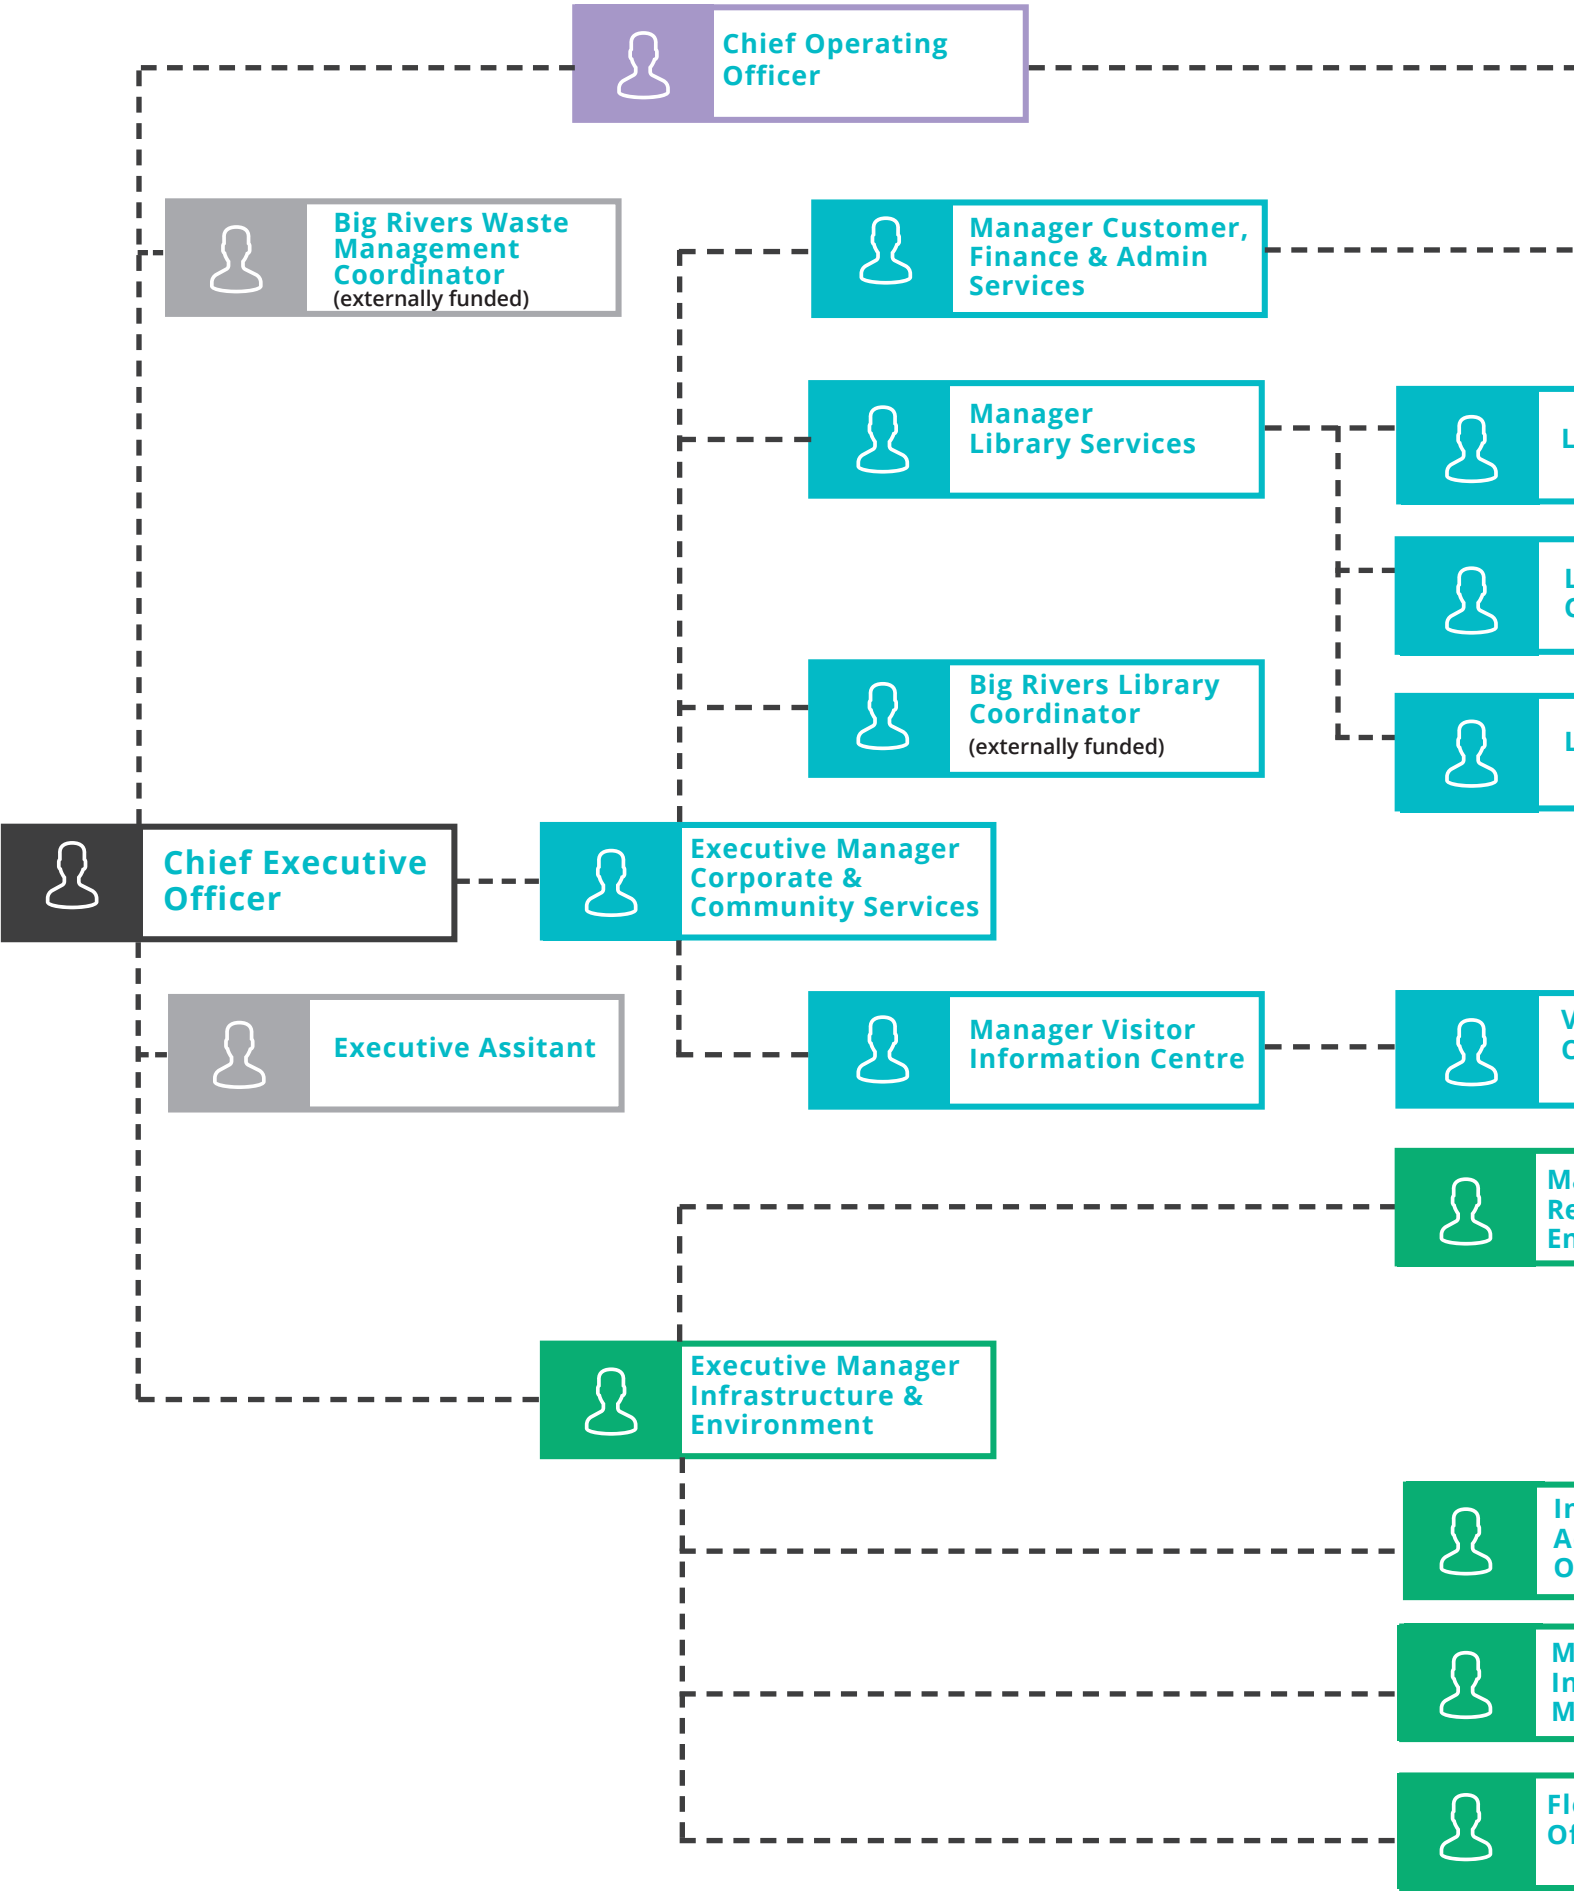 Chief Operating
Officer
Big Rivers Waste
Management
Coordinator
(externally funded)
Manager Customer,
Finance & Admin
Services
Manager
Library Services
Big Rivers Library
Coordinator
(externally funded)
Chief Executive
Officer
Executive Manager
Corporate &
Community Services
Executive Assitant
Manager Visitor
Information Centre
Executive Manager
Infrastructure &
Environment